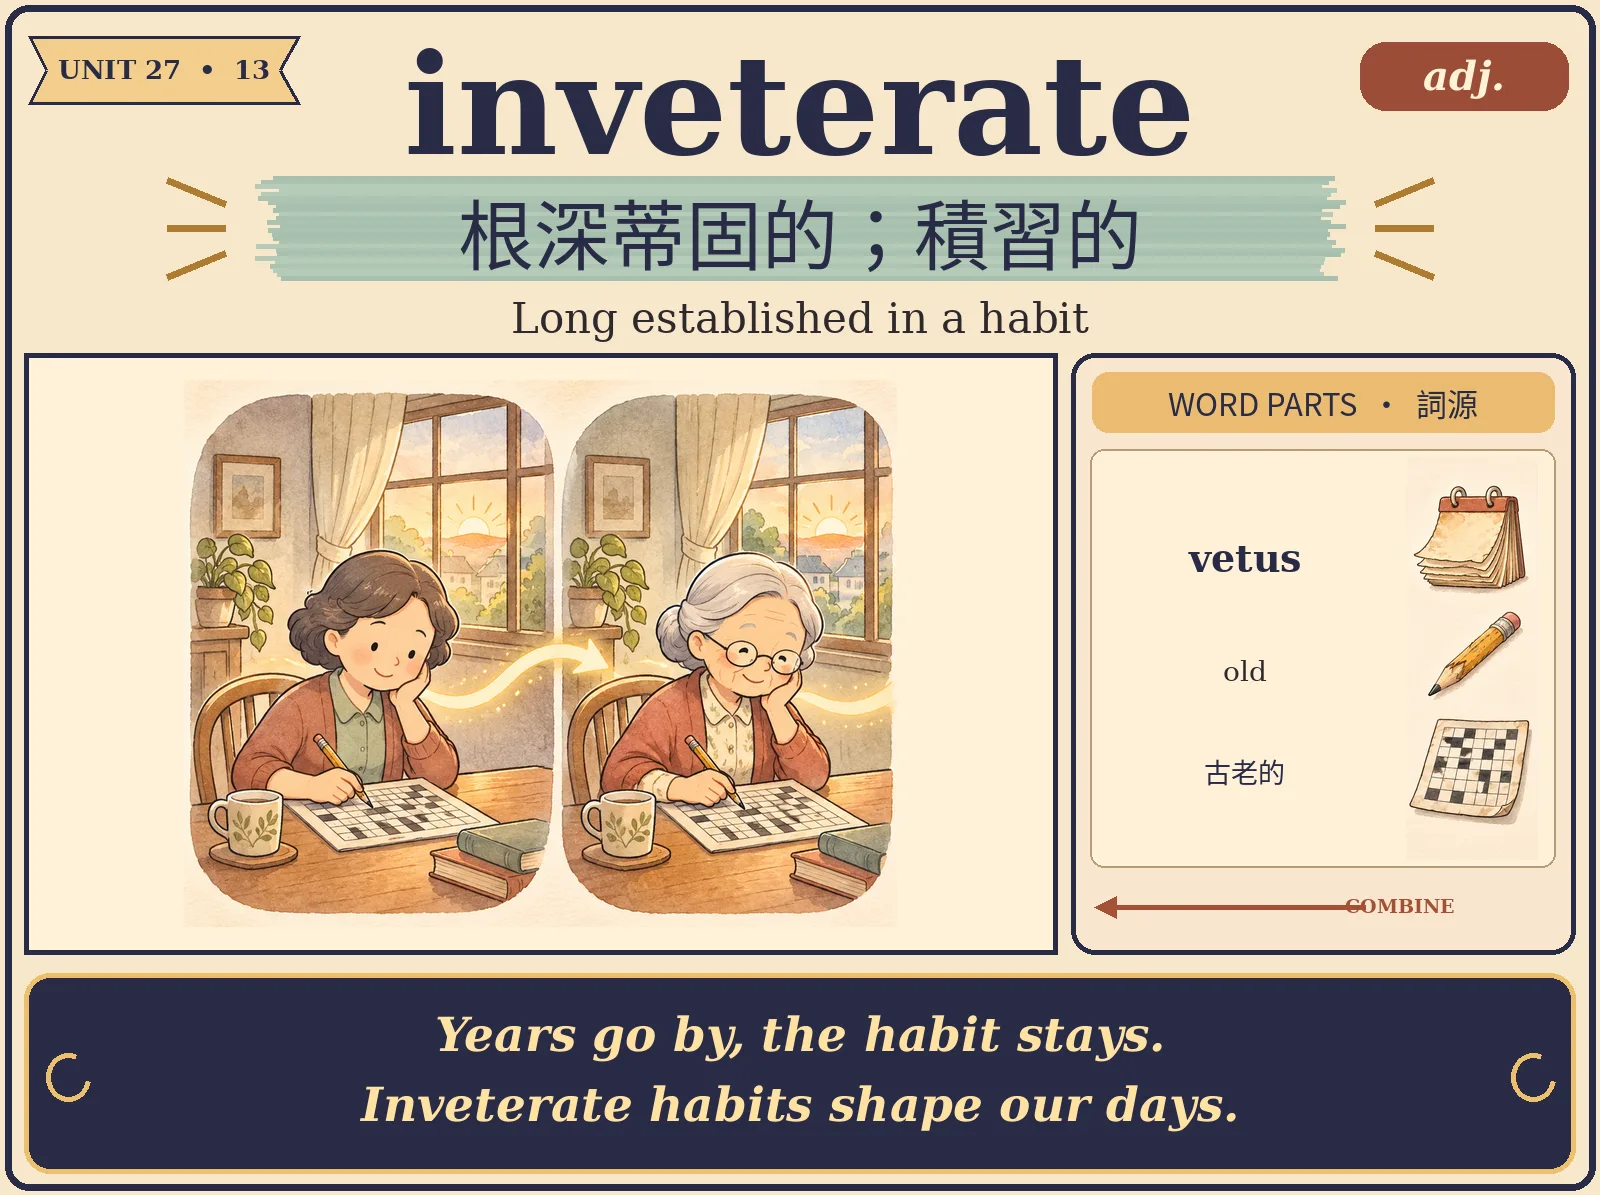 UNIT 27 • 13
inveterate
adj.
根深蒂固的；積習的
Long established in a habit
WORD PARTS • 詞源
vetus
old
古老的
COMBINE
Years go by, the habit stays.
Inveterate habits shape our days.